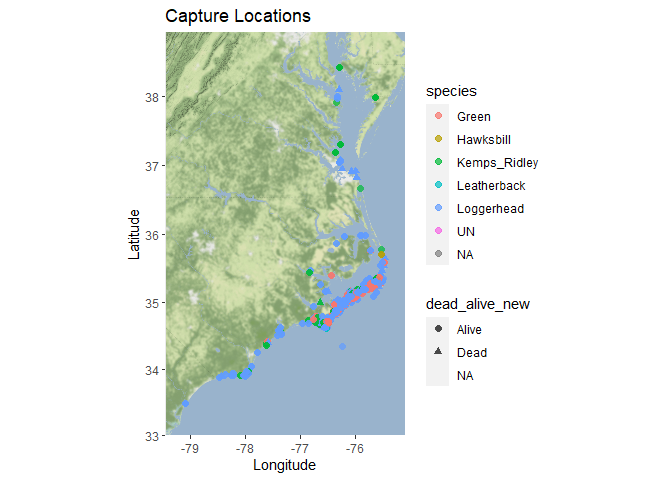 Capture Locations
38
37
36
35
34
33
Latitude
-79
-78
-77
-76
Longitude
species
Green
Hawksbill
Kemps_Ridley
Leatherback
Loggerhead
UN
NA
dead_alive_new
Alive
Dead
NA